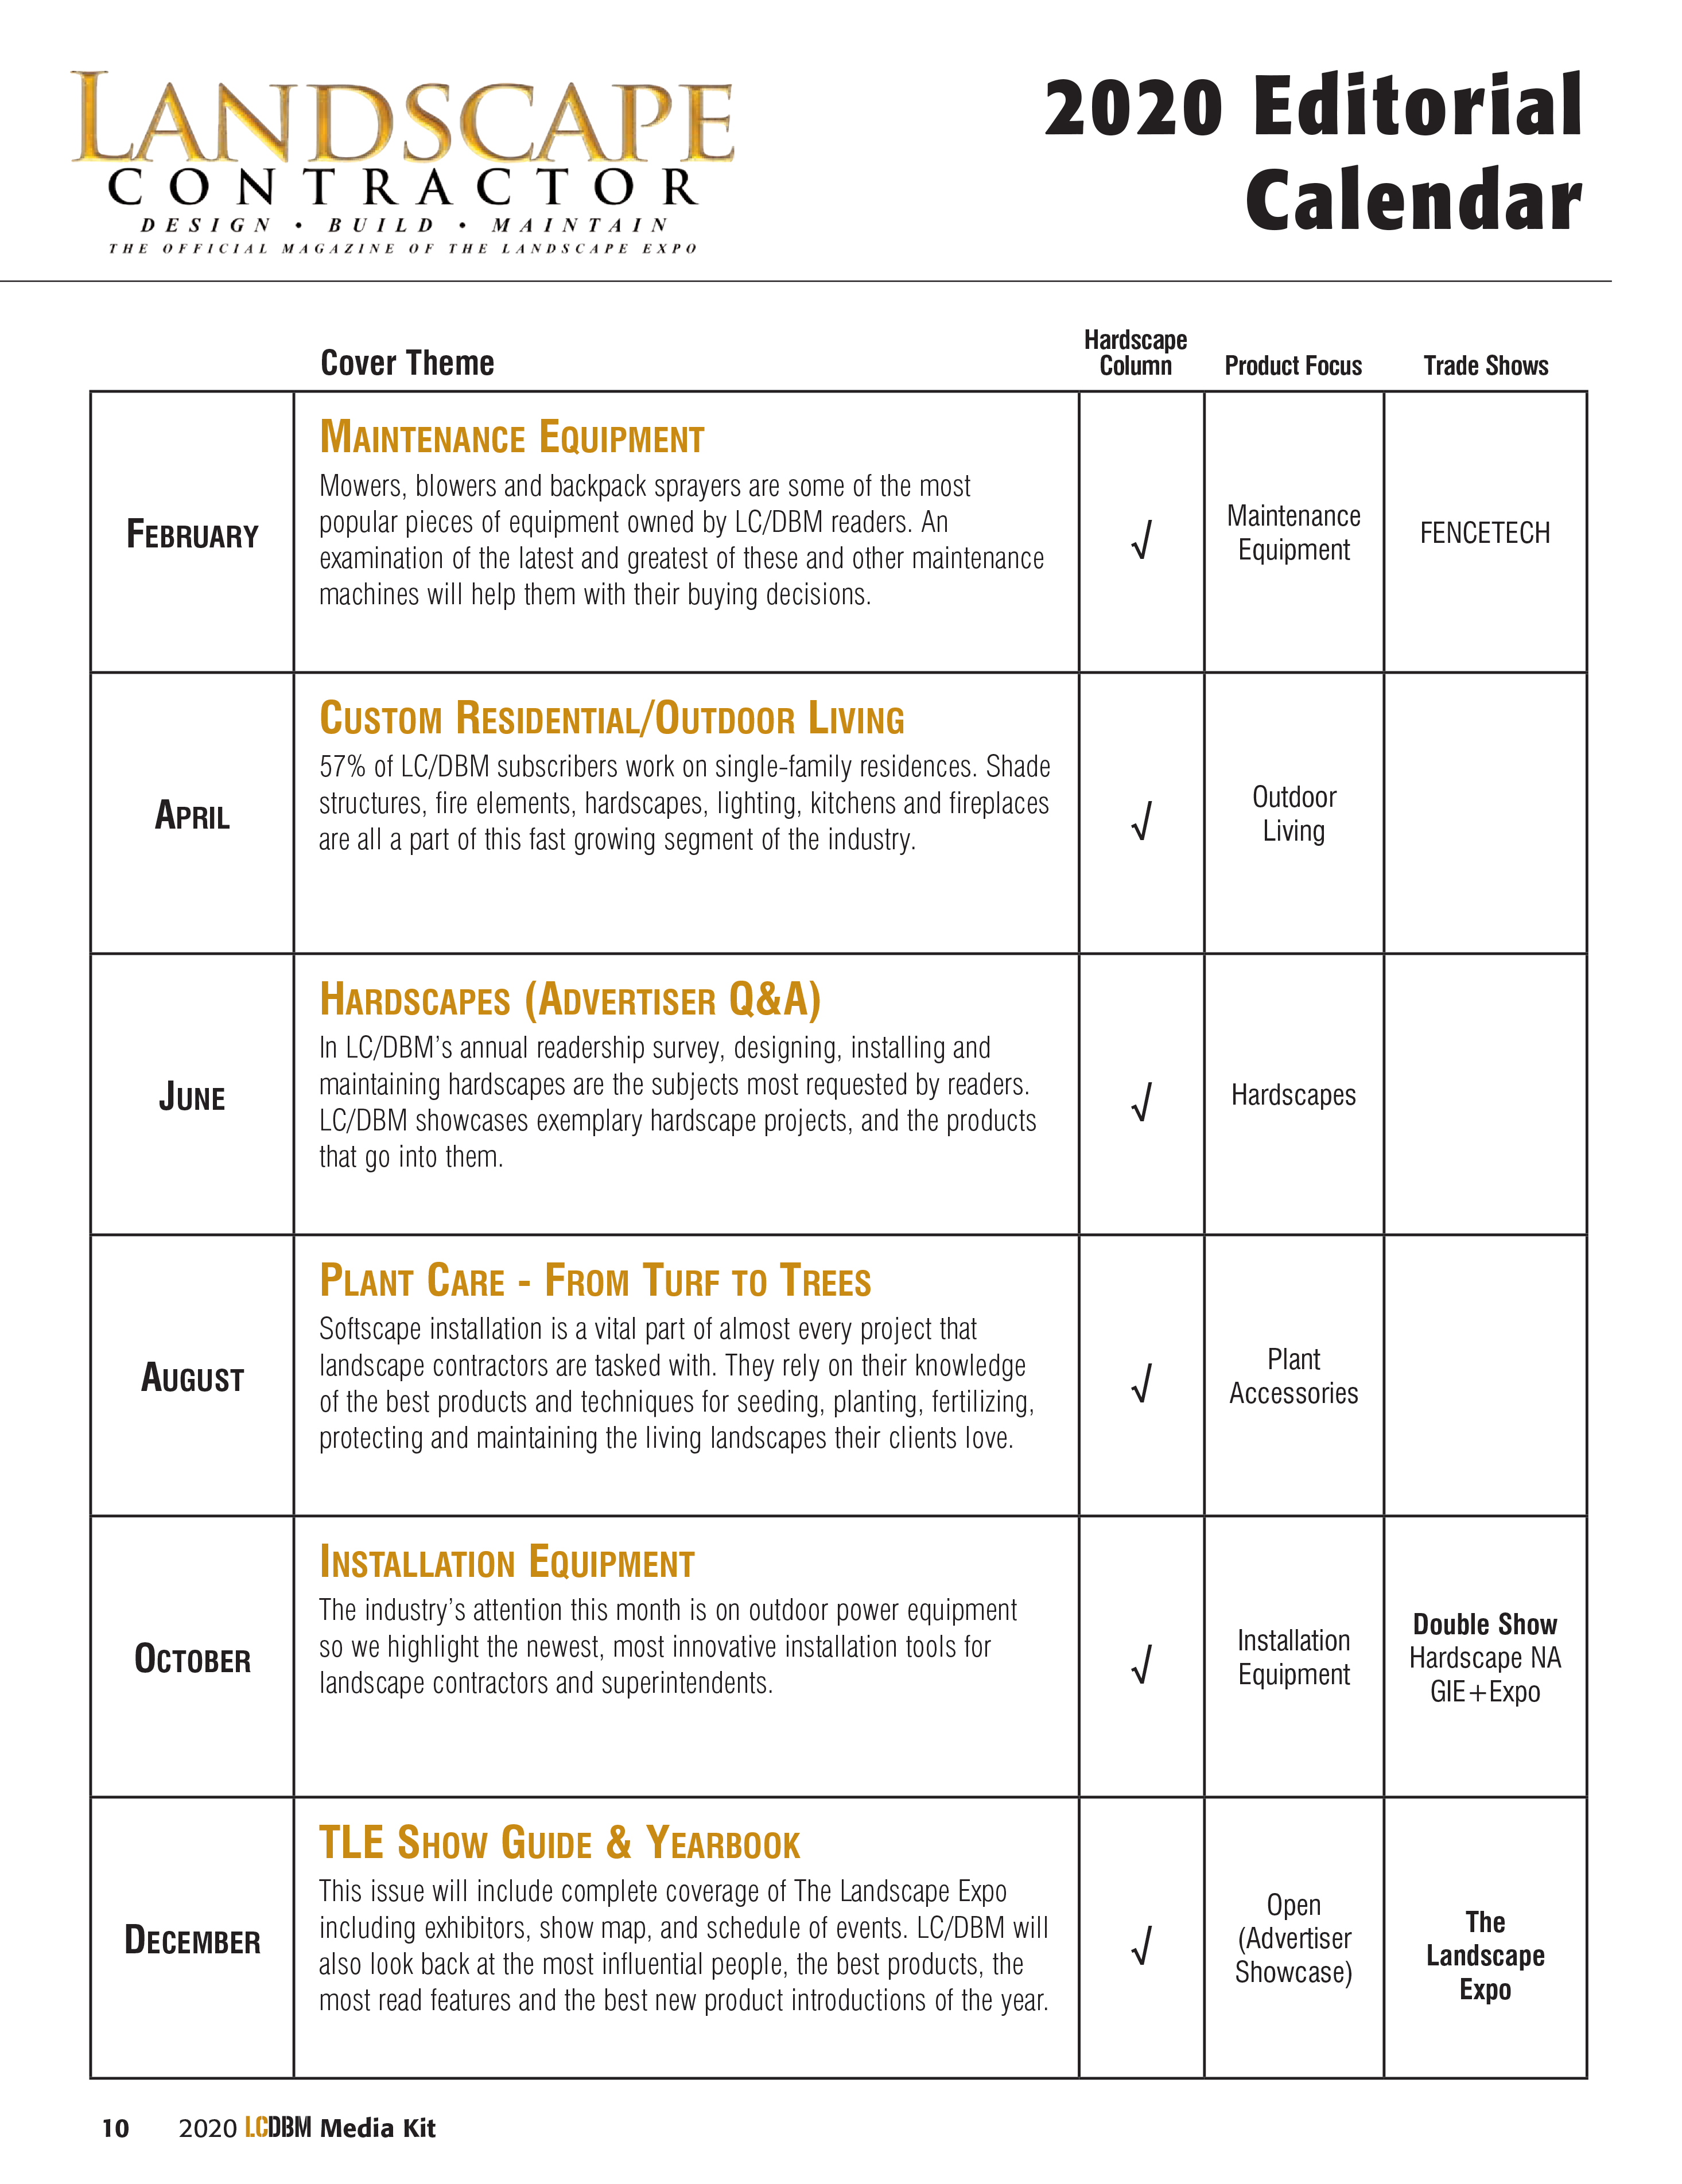 LANDSCAPE
CONTRACTOR
DESIGN • BUILD • MAINTAIN
THE OFFICIAL MAGAZINE OF THE LANDSCAPE EXPO
2020 Editorial
Calendar
Cover Theme
Hardscape
Column
Product Focus
Trade Shows
FEBRUARY
MAINTENANCE EQUIPMENT
Mowers, blowers and backpack sprayers are some of the most
popular pieces of equipment owned by LC/DBM readers. An
examination of the latest and greatest of these and other maintenance
machines will help them with their buying decisions.
√
Maintenance
Equipment
FENCETECH
APRIL
CUSTOM RESIDENTIAL/OUTDOOR LIVING
57% of LC/DBM subscribers work on single-family residences. Shade
structures, fire elements, hardscapes, lighting, kitchens and fireplaces
are all a part of this fast growing segment of the industry.
√
Outdoor
Living
JUNE
HARDSCAPES (ADVERTISER Q&A)
In LC/DBM’s annual readership survey, designing, installing and
maintaining hardscapes are the subjects most requested by readers.
LC/DBM showcases exemplary hardscape projects, and the products
that go into them.
√
Hardscapes
AUGUST
PLANT CARE - FROM TURF TO TREES
Softscape installation is a vital part of almost every project that
landscape contractors are tasked with. They rely on their knowledge
of the best products and techniques for seeding, planting, fertilizing,
protecting and maintaining the living landscapes their clients love.
√
Plant
Accessories
OCTOBER
INSTALLATION EQUIPMENT
The industry’s attention this month is on outdoor power equipment
so we highlight the newest, most innovative installation tools for
landscape contractors and superintendents.
√
Installation
Equipment
Double Show
Hardscape NA
GIE+Expo
DECEMBER
TLE SHOW GUIDE & YEARBOOK
This issue will include complete coverage of The Landscape Expo
including exhibitors, show map, and schedule of events. LC/DBM will
also look back at the most influential people, the best products, the
most read features and the best new product introductions of the year.
√
Open
(Advertiser
Showcase)
The
Landscape
Expo
10 2020 LCDBM Media Kit